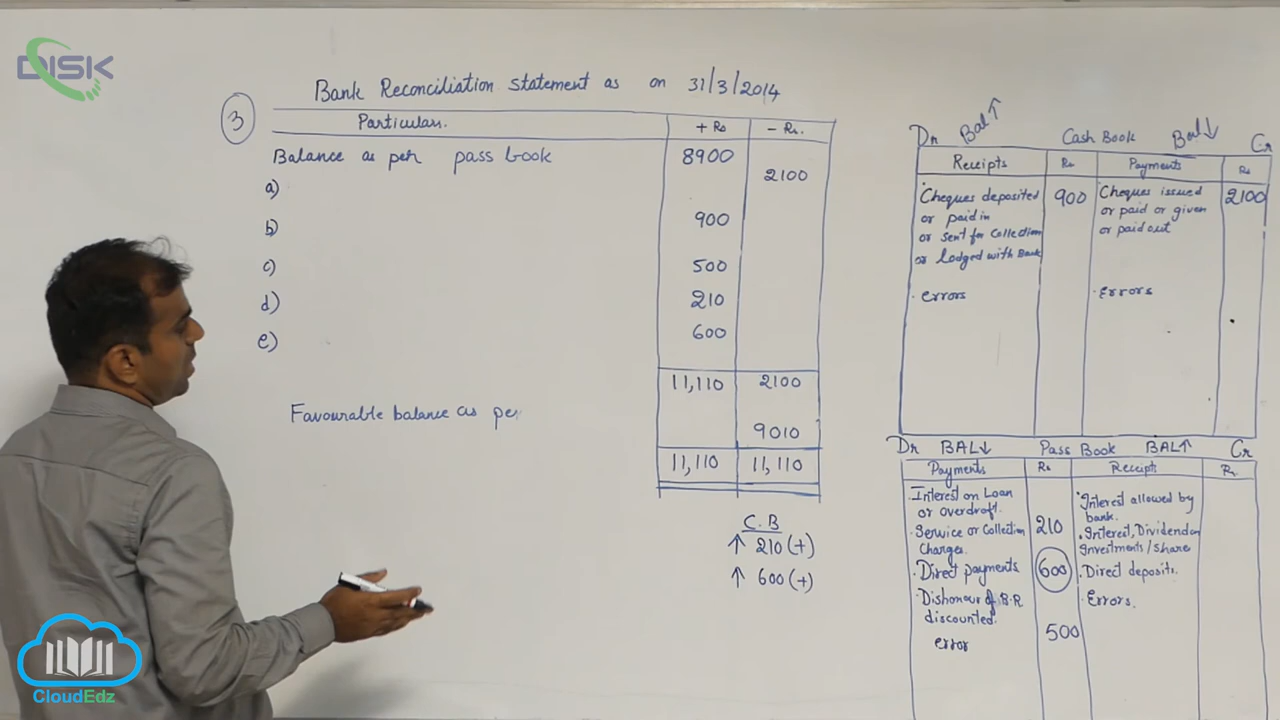 DISK
Bank Reconciliation statement as on 31/3/2014
3
Particulars. + Rs - Rs.
Balance as per pass book 8900
a) 2100
b) 900
c) 500
d) 210
e) 600
11,110 2100
Favourable balance as per
9010
11,110 11,110
C.B
↑ 210 (+)
↑ 600 (+)
Dr Bal↑ Cash Book Bal↓ Cr
Receipts Rs Payments Rs
Cheques deposited 900 Cheques issued 2100
or paid in or paid or given
or sent for Collection or paid out
or lodged with Bank
· errors · errors
Dr BAL↓ Pass Book BAL↑ Cr
Payments Rs Receipts Rs.
· Interest on Loan · Interest allowed by
or overdraft. bank.
· Service or Collection 210 · Interest, Dividend on
Charges. Investments/share
· Direct payments 600 · Direct deposits.
· Dishonour of B.R · Errors.
discounted.
error 500
CloudEdz